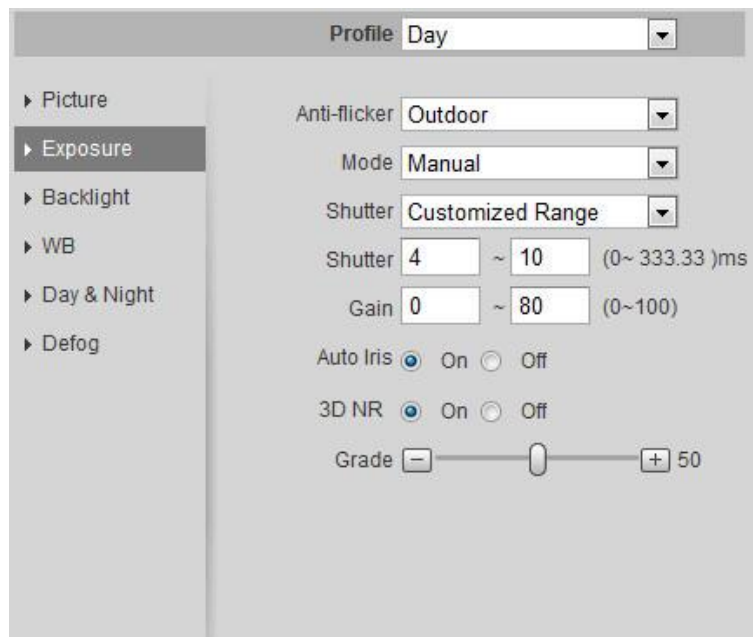 Profile Day
Picture
Exposure
Backlight
WB
Day & Night
Defog
Anti-flicker Outdoor
Mode Manual
Shutter Customized Range
Shutter 4 ~ 10 (0~ 333.33 )ms
Gain 0 ~ 80 (0~100)
Auto Iris On Off
3D NR On Off
Grade − + 50